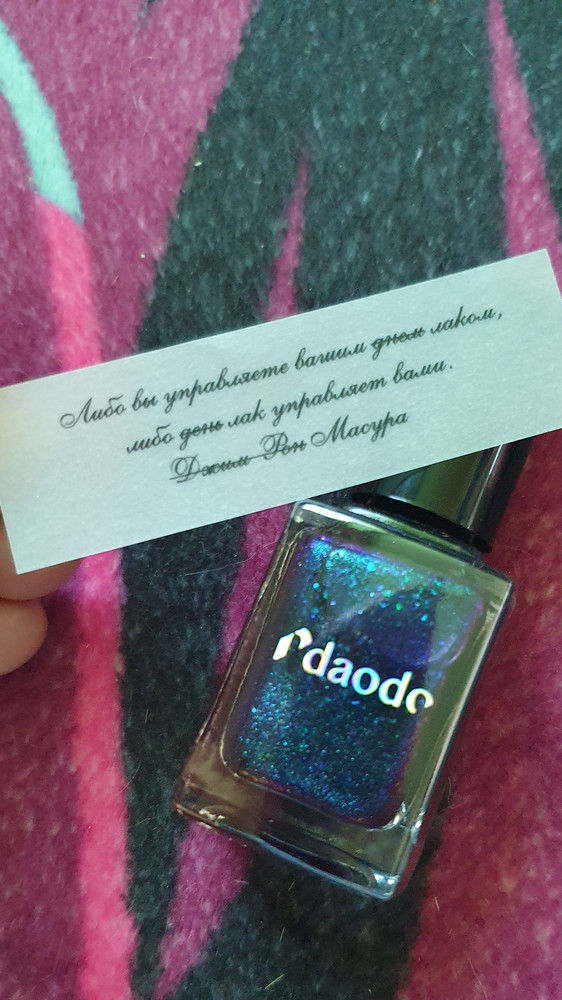 Либо вы управляете вашим днем лаком,
либо день лак управляет вами.
Джим Рон Масура
daodo